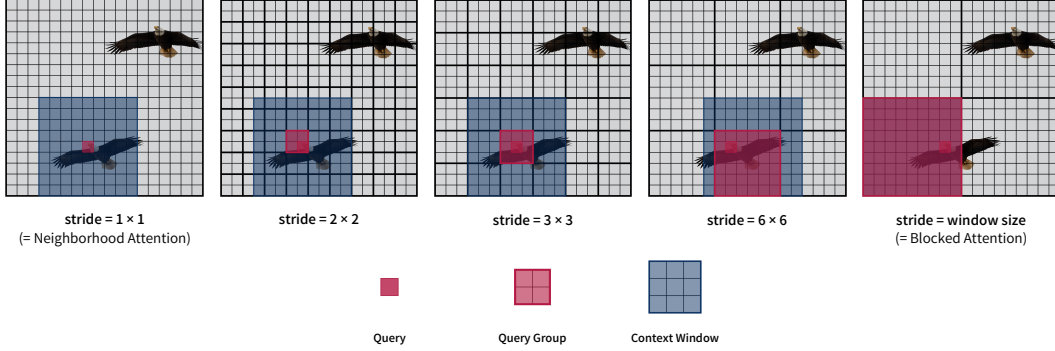 stride = 1 × 1
(= Neighborhood Attention)
stride = 2 × 2
stride = 3 × 3
stride = 6 × 6
stride = window size
(= Blocked Attention)
Query
Query Group
Context Window